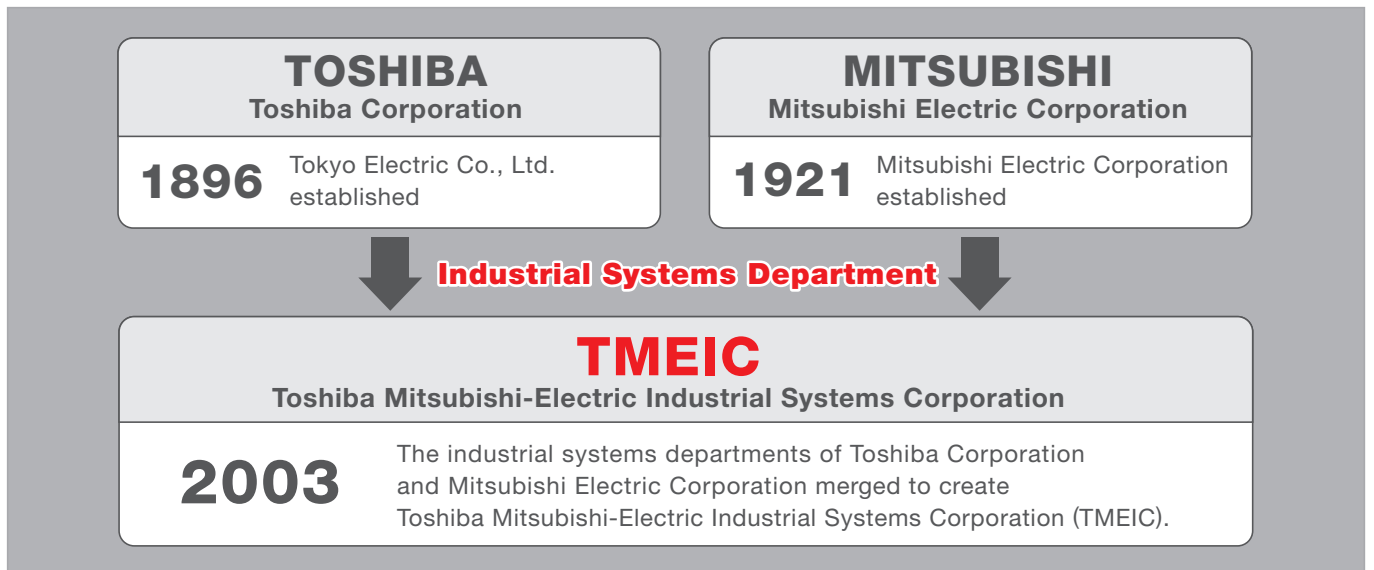 TOSHIBA
Toshiba Corporation
1896
Tokyo Electric Co., Ltd.
established
MITSUBISHI
Mitsubishi Electric Corporation
1921
Mitsubishi Electric Corporation
established
Industrial Systems Department
TMEIC
Toshiba Mitsubishi-Electric Industrial Systems Corporation
2003
The industrial systems departments of Toshiba Corporation
and Mitsubishi Electric Corporation merged to create
Toshiba Mitsubishi-Electric Industrial Systems Corporation (TMEIC).